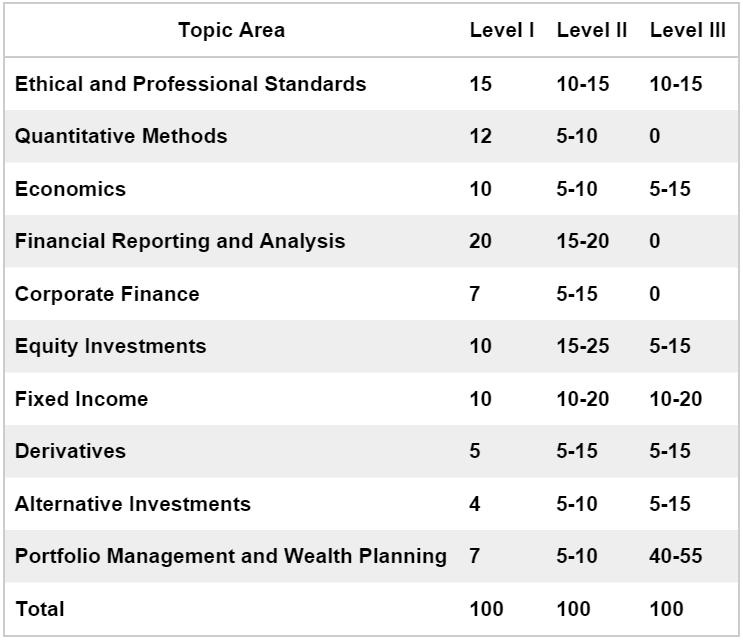 Topic Area Level I Level II Level III
Ethical and Professional Standards 15 10-15 10-15
Quantitative Methods 12 5-10 0
Economics 10 5-10 5-15
Financial Reporting and Analysis 20 15-20 0
Corporate Finance 7 5-15 0
Equity Investments 10 15-25 5-15
Fixed Income 10 10-20 10-20
Derivatives 5 5-15 5-15
Alternative Investments 4 5-10 5-15
Portfolio Management and Wealth Planning 7 5-10 40-55
Total 100 100 100